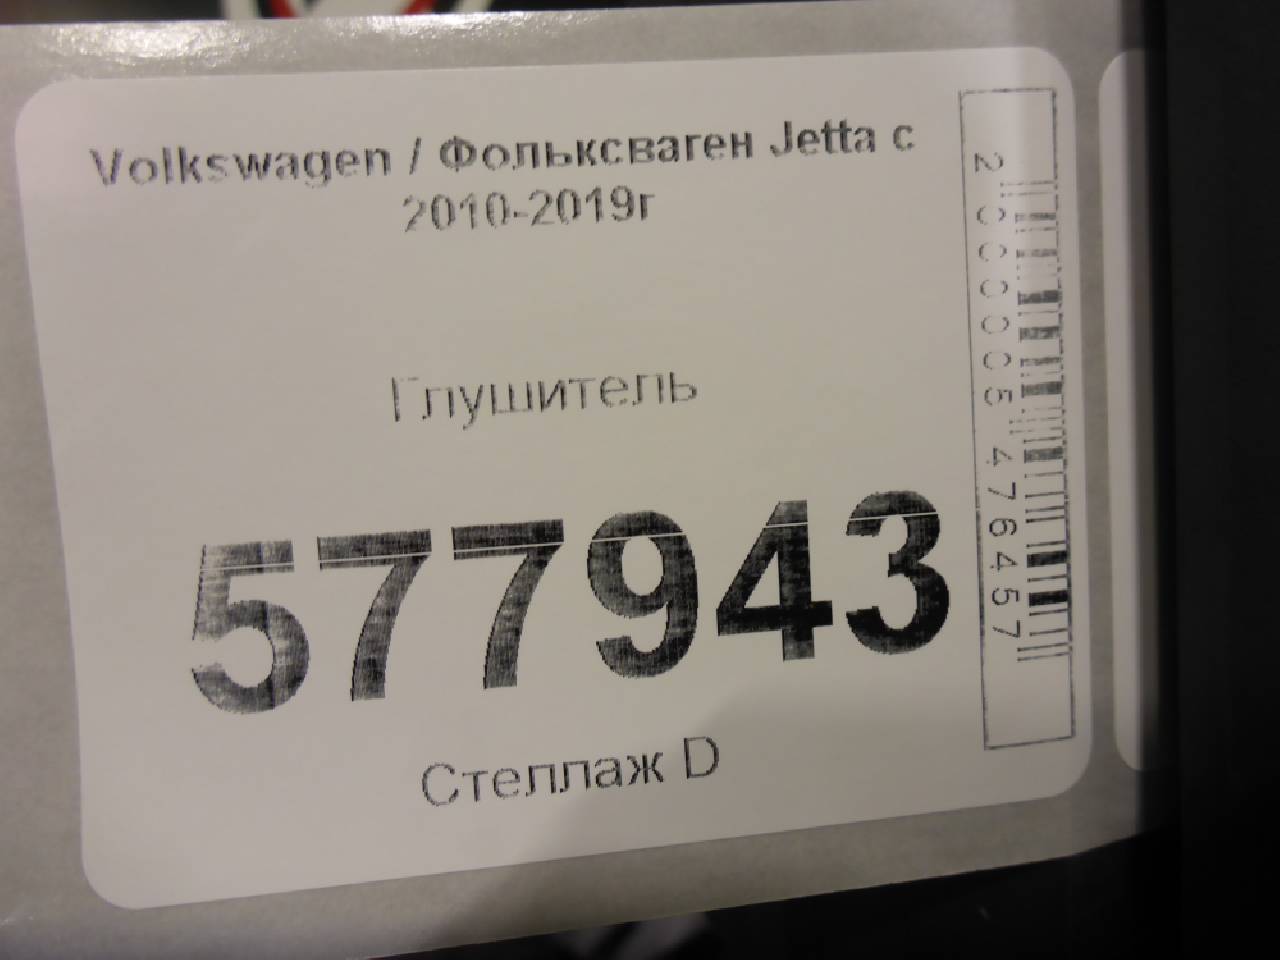 Volkswagen / Фольксваген Jetta с
2010-2019г
Глушитель
577943
Стеллаж D
2000005476457